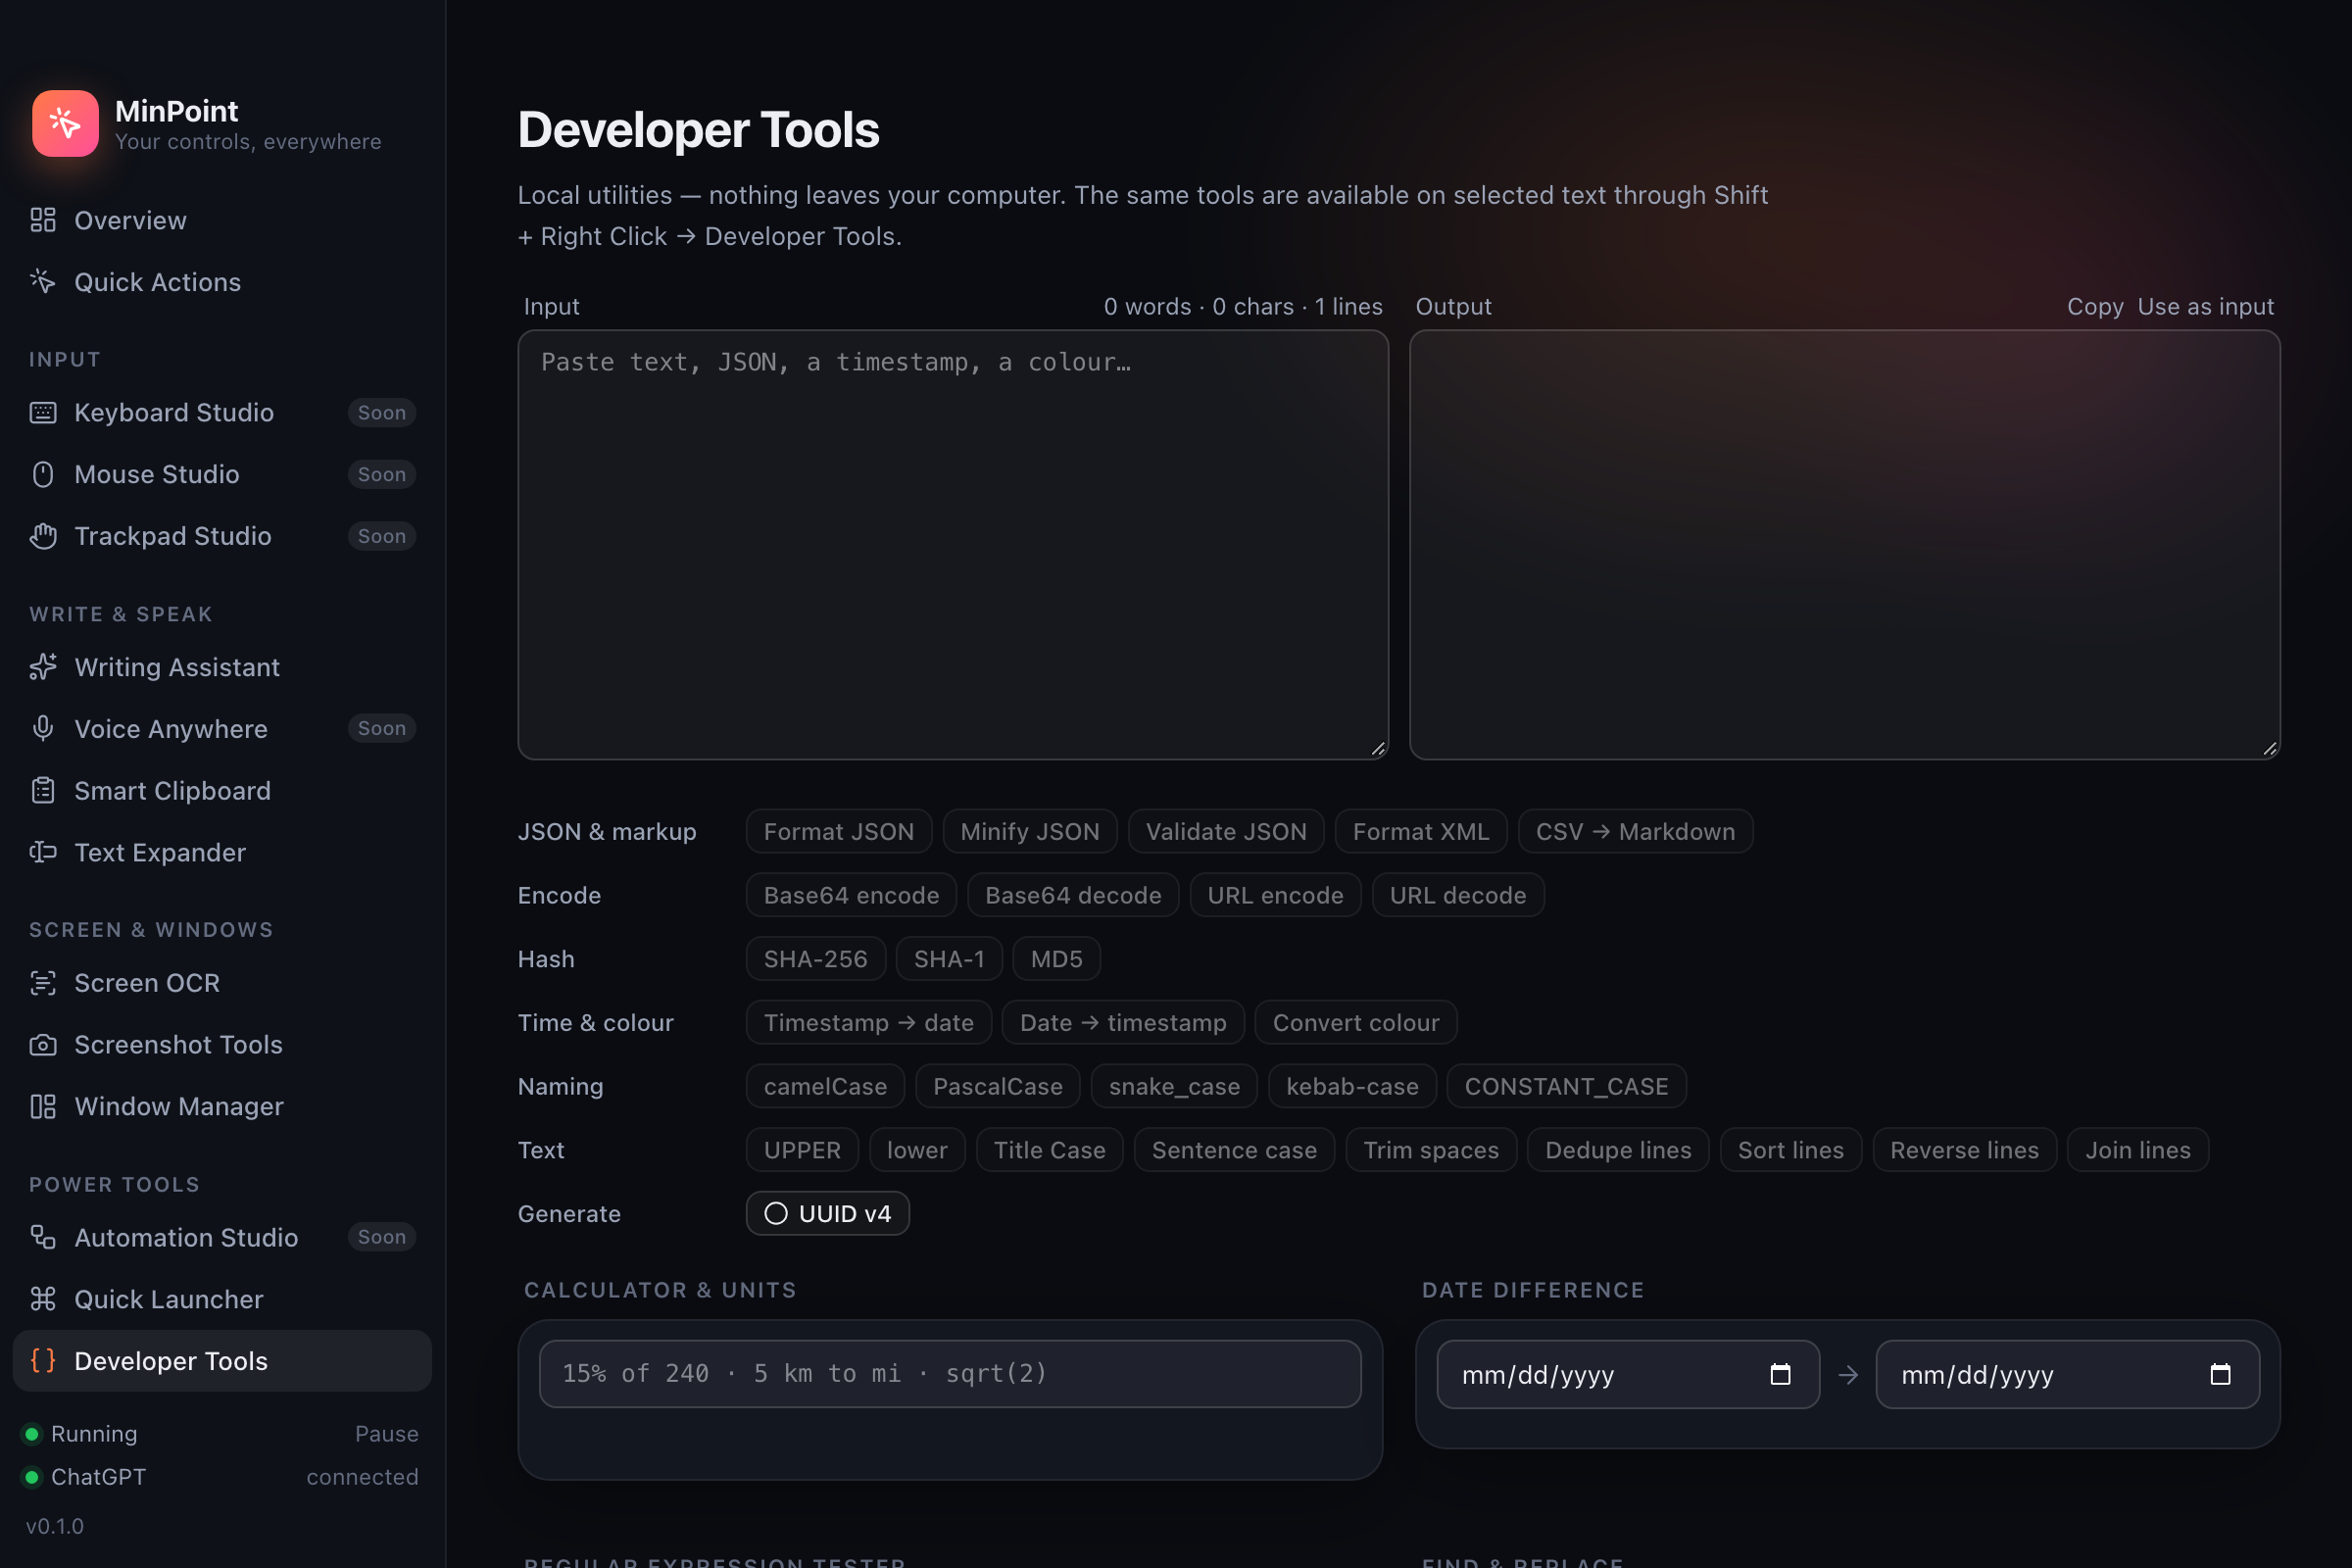 MinPoint
Your controls, everywhere
Overview
Quick Actions
INPUT
Keyboard Studio Soon
Mouse Studio Soon
Trackpad Studio Soon
WRITE & SPEAK
Writing Assistant
Voice Anywhere Soon
Smart Clipboard
Text Expander
SCREEN & WINDOWS
Screen OCR
Screenshot Tools
Window Manager
POWER TOOLS
Automation Studio Soon
Quick Launcher
Developer Tools
Running Pause
ChatGPT connected
v0.1.0
Developer Tools
Local utilities — nothing leaves your computer. The same tools are available on selected text through Shift
+ Right Click → Developer Tools.
Input 0 words · 0 chars · 1 lines
Paste text, JSON, a timestamp, a colour…
Output Copy Use as input
JSON & markup Format JSON Minify JSON Validate JSON Format XML CSV → Markdown
Encode Base64 encode Base64 decode URL encode URL decode
Hash SHA-256 SHA-1 MD5
Time & colour Timestamp → date Date → timestamp Convert colour
Naming camelCase PascalCase snake_case kebab-case CONSTANT_CASE
Text UPPER lower Title Case Sentence case Trim spaces Dedupe lines Sort lines Reverse lines Join lines
Generate UUID v4
CALCULATOR & UNITS
15% of 240 · 5 km to mi · sqrt(2)
DATE DIFFERENCE
mm/dd/yyyy → mm/dd/yyyy
REGULAR EXPRESSION TESTER
FIND & REPLACE